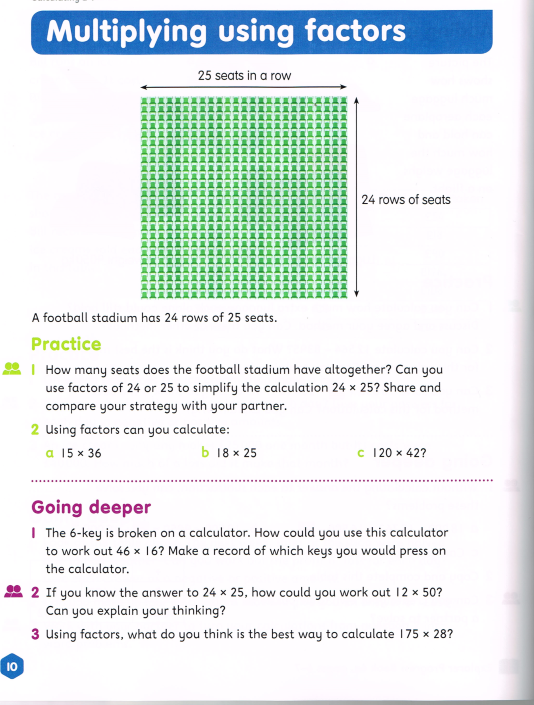 Multiplying using factors
25 seats in a row
24 rows of seats
A football stadium has 24 rows of 25 seats.
Practice
1 How many seats does the football stadium have altogether? Can you
use factors of 24 or 25 to simplify the calculation 24 × 25? Share and
compare your strategy with your partner.
2 Using factors can you calculate:
a 15 × 36 b 18 × 25 c 120 × 42?
Going deeper
1 The 6-key is broken on a calculator. How could you use this calculator
to work out 46 × 16? Make a record of which keys you would press on
the calculator.
2 If you know the answer to 24 × 25, how could you work out 12 × 50?
Can you explain your thinking?
3 Using factors, what do you think is the best way to calculate 175 × 28?
10